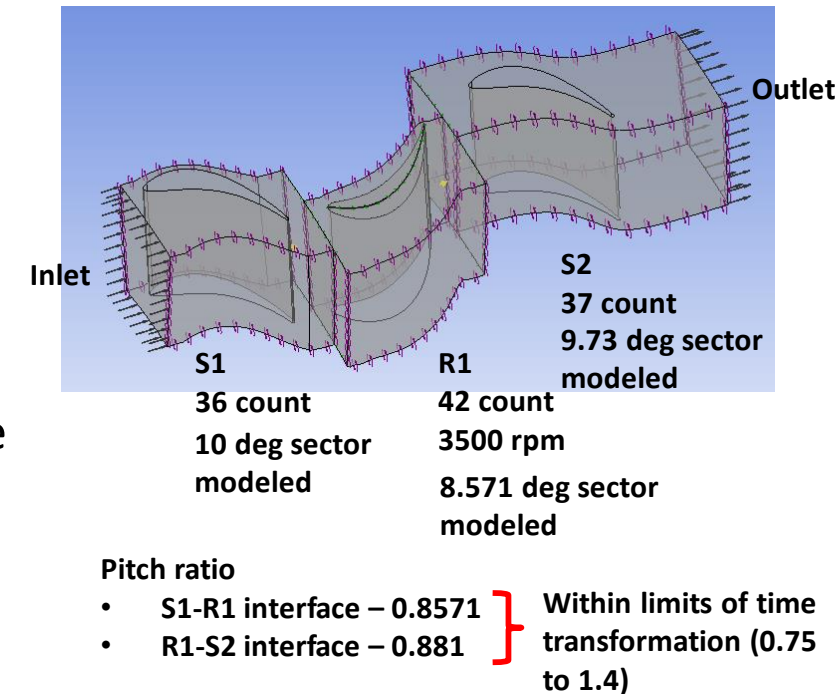 Outlet
Inlet
S2
37 count
9.73 deg sector
modeled
S1
36 count
10 deg sector
modeled
R1
42 count
3500 rpm
8.571 deg sector
modeled
e
Pitch ratio
• S1-R1 interface – 0.8571
• R1-S2 interface – 0.881
Within limits of time
transformation (0.75
to 1.4)